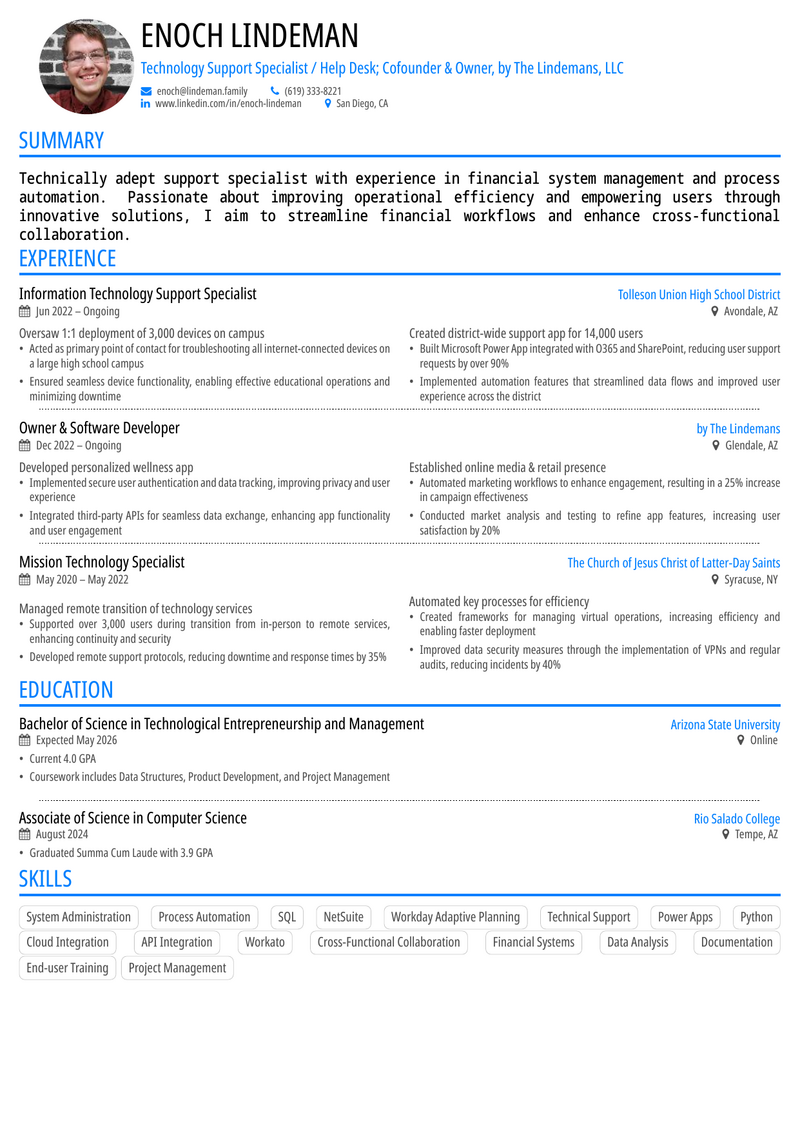 ENOCH LINDEMAN
Technology Support Specialist / Help Desk; Cofounder & Owner, by The Lindemans, LLC
enoch@lindeman.family (619) 333-8221
www.linkedin.com/in/enoch-lindeman San Diego, CA
SUMMARY
Technically adept support specialist with experience in financial system management and process
automation. Passionate about improving operational efficiency and empowering users through
innovative solutions, I aim to streamline financial workflows and enhance cross-functional
collaboration.
EXPERIENCE
Information Technology Support Specialist Tolleson Union High School District
Jun 2022 – Ongoing Avondale, AZ
Oversaw 1:1 deployment of 3,000 devices on campus
• Acted as primary point of contact for troubleshooting all internet-connected devices on
a large high school campus
• Ensured seamless device functionality, enabling effective educational operations and
minimizing downtime
Created district-wide support app for 14,000 users
• Built Microsoft Power App integrated with O365 and SharePoint, reducing user support
requests by over 90%
• Implemented automation features that streamlined data flows and improved user
experience across the district
Owner & Software Developer by The Lindemans
Dec 2022 – Ongoing Glendale, AZ
Developed personalized wellness app
• Implemented secure user authentication and data tracking, improving privacy and user
experience
• Integrated third-party APIs for seamless data exchange, enhancing app functionality
and user engagement
Established online media & retail presence
• Automated marketing workflows to enhance engagement, resulting in a 25% increase
in campaign effectiveness
• Conducted market analysis and testing to refine app features, increasing user
satisfaction by 20%
Mission Technology Specialist The Church of Jesus Christ of Latter-Day Saints
May 2020 – May 2022 Syracuse, NY
Managed remote transition of technology services
• Supported over 3,000 users during transition from in-person to remote services,
enhancing continuity and security
• Developed remote support protocols, reducing downtime and response times by 35%
Automated key processes for efficiency
• Created frameworks for managing virtual operations, increasing efficiency and
enabling faster deployment
• Improved data security measures through the implementation of VPNs and regular
audits, reducing incidents by 40%
EDUCATION
Bachelor of Science in Technological Entrepreneurship and Management Arizona State University
Expected May 2026 Online
• Current 4.0 GPA
• Coursework includes Data Structures, Product Development, and Project Management
Associate of Science in Computer Science Rio Salado College
August 2024 Tempe, AZ
• Graduated Summa Cum Laude with 3.9 GPA
SKILLS
System Administration Process Automation SQL NetSuite Workday Adaptive Planning Technical Support Power Apps Python
Cloud Integration API Integration Workato Cross-Functional Collaboration Financial Systems Data Analysis Documentation
End-user Training Project Management